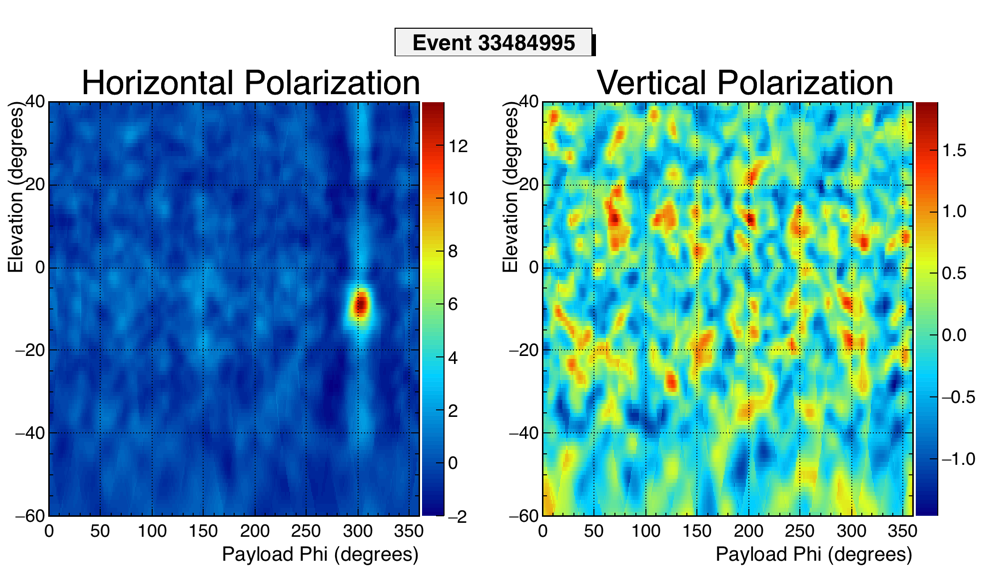 Event 33484995
Horizontal Polarization
Elevation (degrees)
40
20
0
−20
−40
−60
0 50 100 150 200 250 300 350
Payload Phi (degrees)
12
10
8
6
4
2
0
−2
Vertical Polarization
Elevation (degrees)
40
20
0
−20
−40
−60
0 50 100 150 200 250 300 350
Payload Phi (degrees)
1.5
1.0
0.5
0.0
−0.5
−1.0